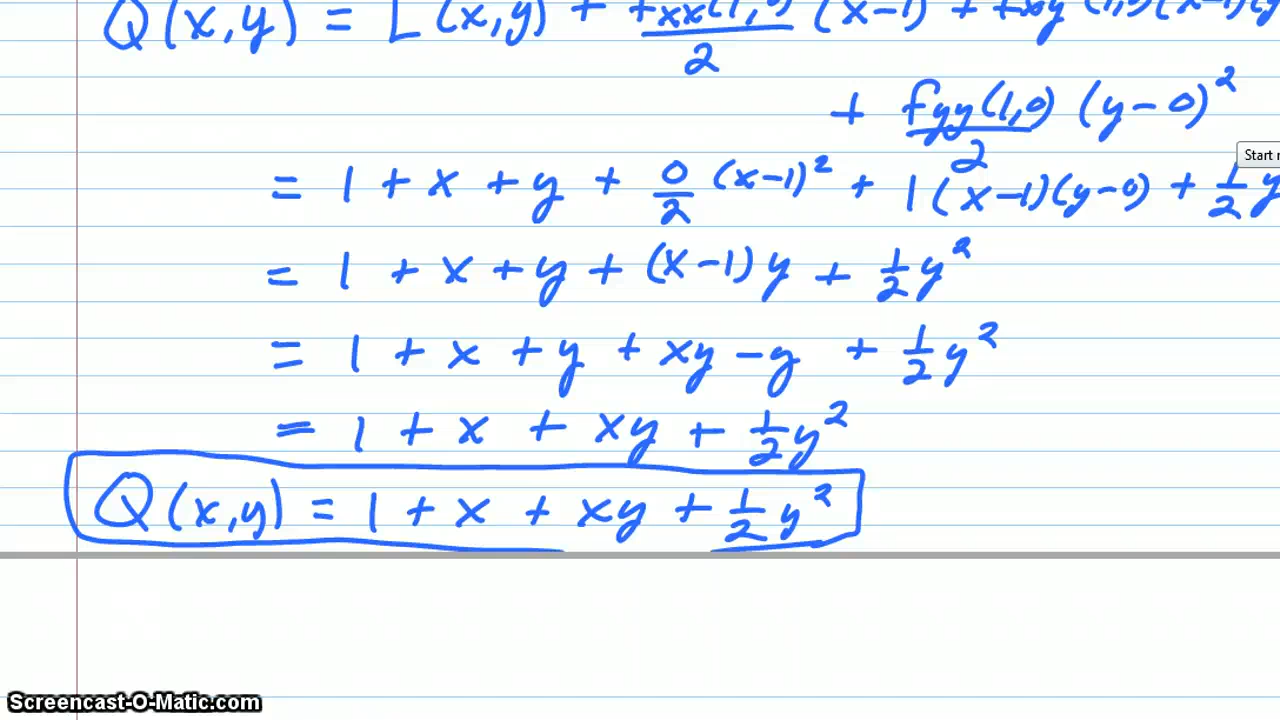 Q(x,y) = L(x,y) + fxx(1,0)/2 (x-1) + fxy(1,0)(x-1)(y
+ fyy(1,0)/2 (y-0)²
Start r
= 1 + x + y + 0/2 (x-1)² + 1(x-1)(y-0) + 1/2 y
= 1 + x + y + (x-1)y + 1/2 y²
= 1 + x + y + xy - y + 1/2 y²
= 1 + x + xy + 1/2 y²
Q(x,y) = 1 + x + xy + 1/2 y²
Screencast-O-Matic.com